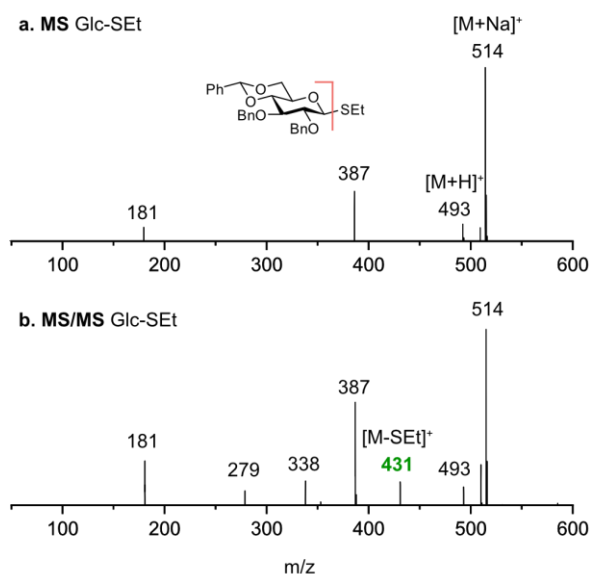 a. MS Glc-SEt
[M+Na]+
514
Ph
O
O
O
SEt
BnO
BnO
387
[M+H]+
493
181
100 200 300 400 500 600
b. MS/MS Glc-SEt
514
387
[M-SEt]+
181
431
338
493
279
100 200 300 400 500 600
m/z